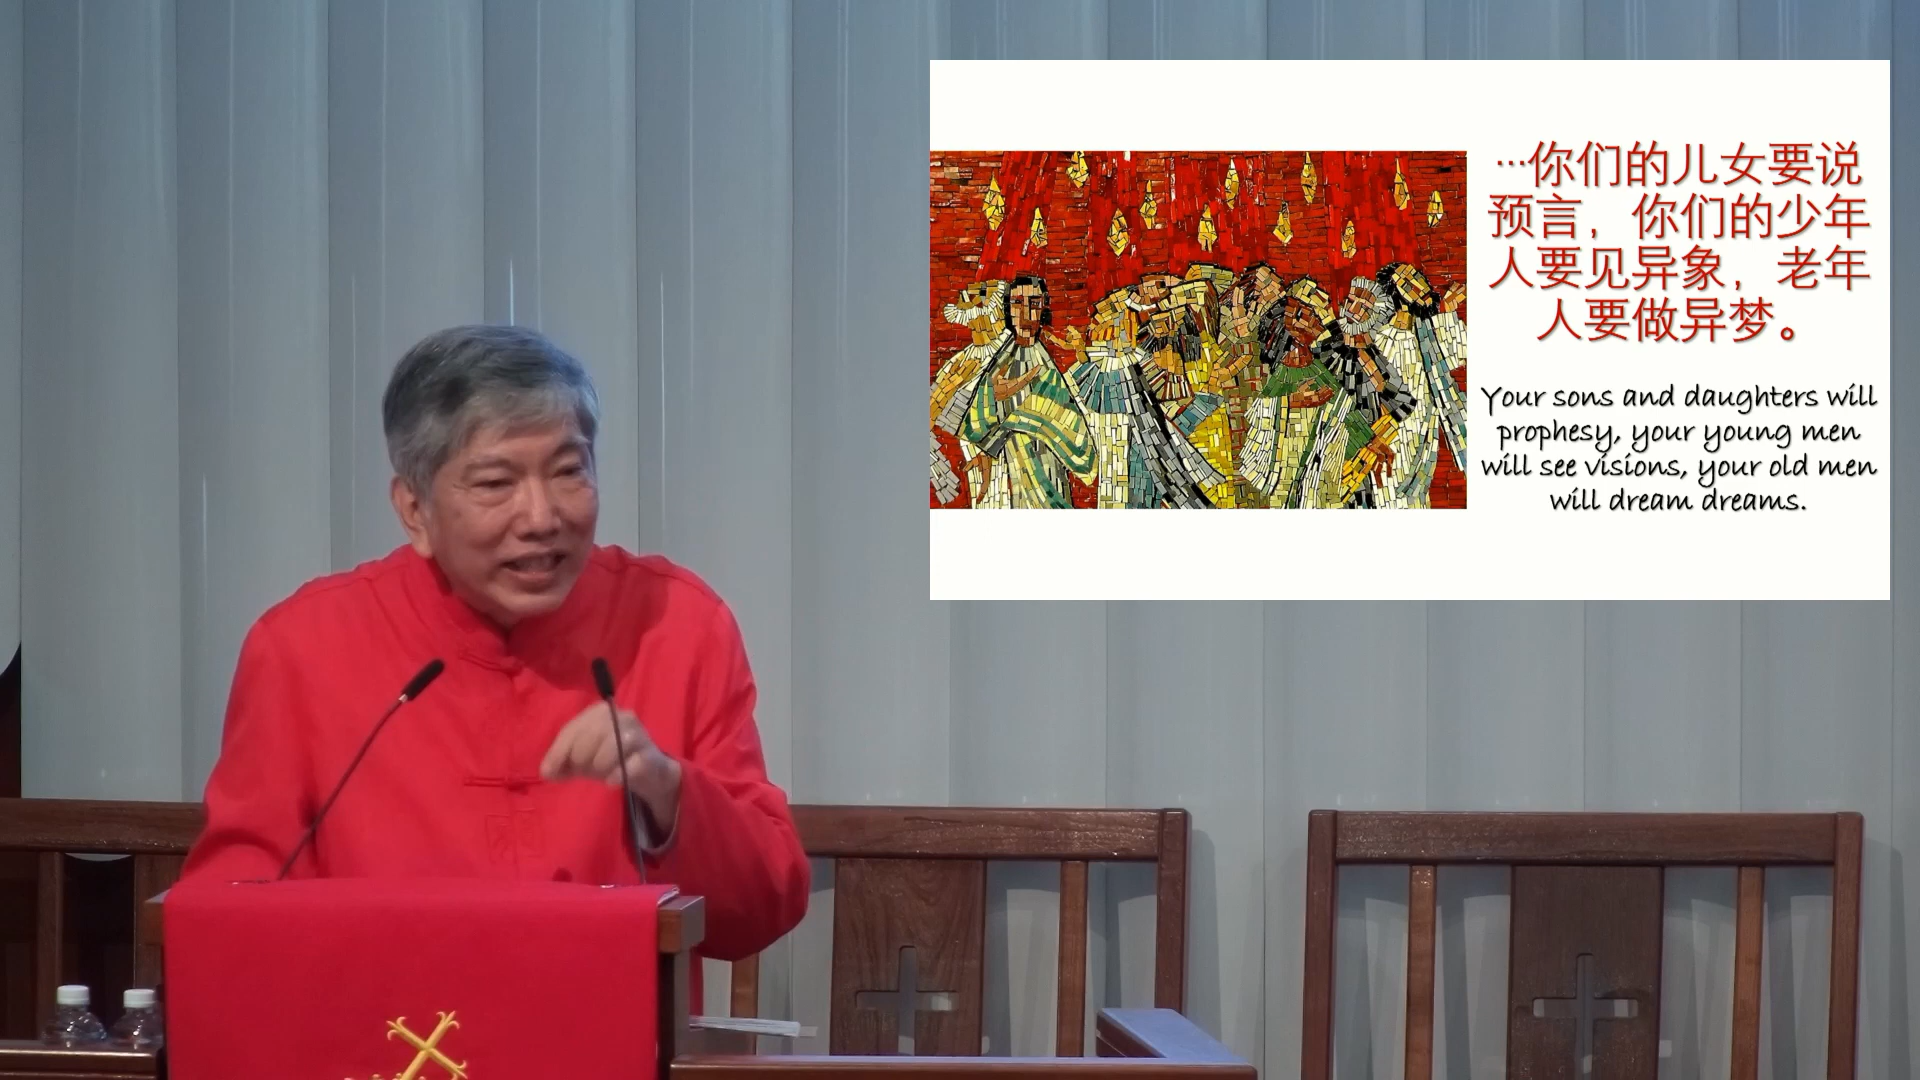 …你们的儿女要说
预言，你们的少年
人要见异象，老年
人要做异梦。
Your sons and daughters will
prophesy, your young men
will see visions, your old men
will dream dreams.